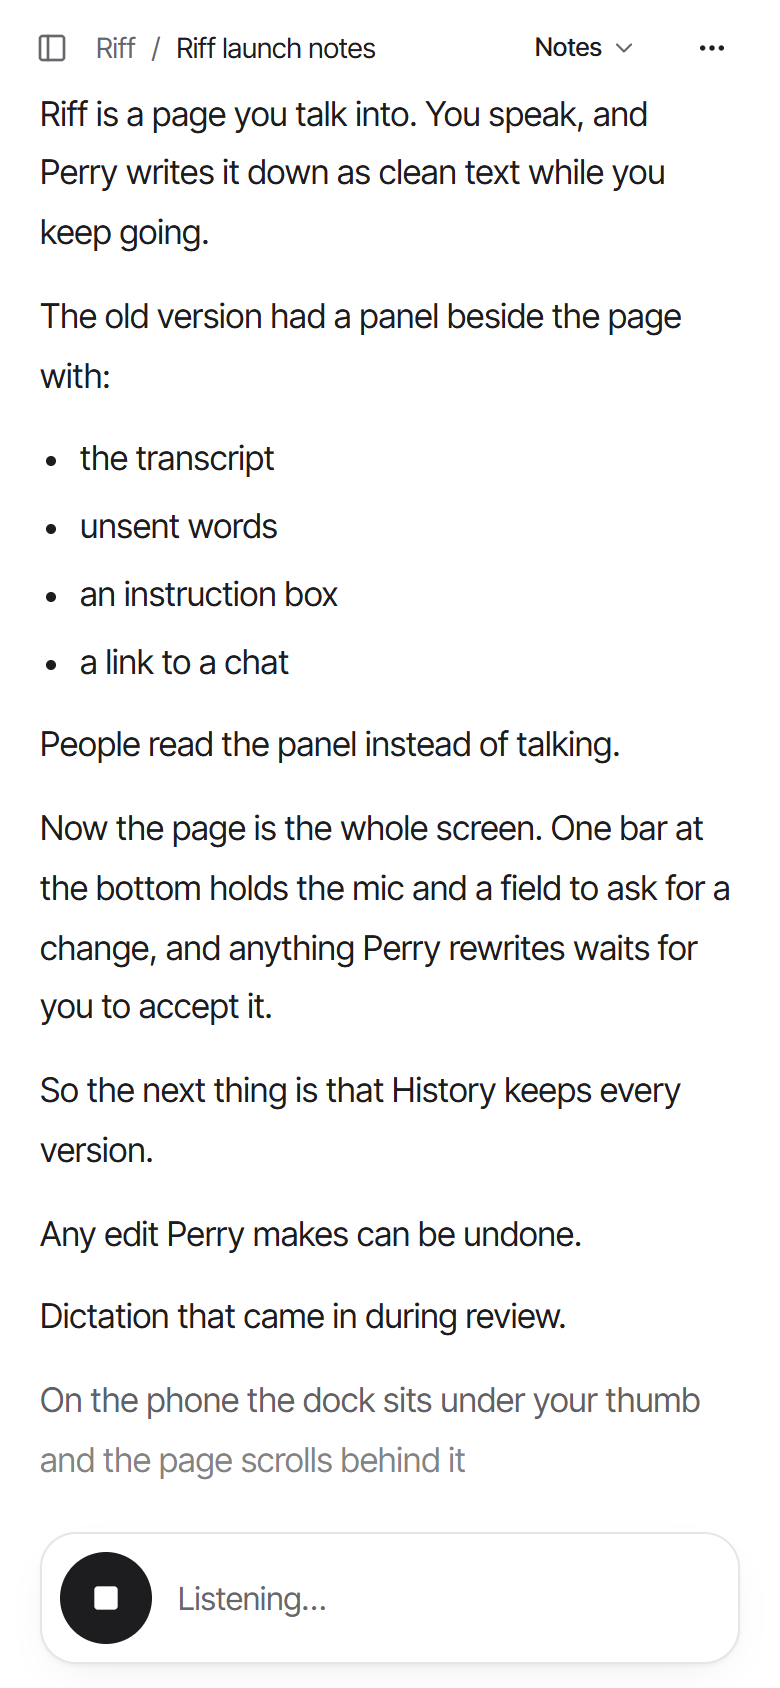 Riff / Riff launch notes Notes
Riff is a page you talk into. You speak, and
Perry writes it down as clean text while you
keep going.
The old version had a panel beside the page
with:
• the transcript
• unsent words
• an instruction box
• a link to a chat
People read the panel instead of talking.
Now the page is the whole screen. One bar at
the bottom holds the mic and a field to ask for a
change, and anything Perry rewrites waits for
you to accept it.
So the next thing is that History keeps every
version.
Any edit Perry makes can be undone.
Dictation that came in during review.
On the phone the dock sits under your thumb
and the page scrolls behind it
Listening...